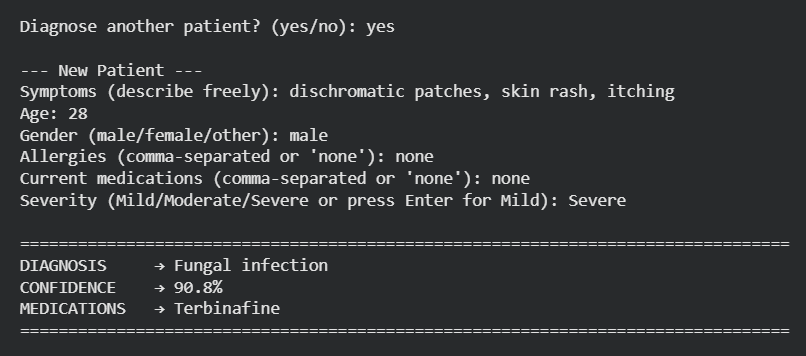 Diagnose another patient? (yes/no): yes
--- New Patient ---
Symptoms (describe freely): dischromatic patches, skin rash, itching
Age: 28
Gender (male/female/other): male
Allergies (comma-separated or 'none'): none
Current medications (comma-separated or 'none'): none
Severity (Mild/Moderate/Severe or press Enter for Mild): Severe
================================================================================
DIAGNOSIS → Fungal infection
CONFIDENCE → 90.8%
MEDICATIONS → Terbinafine
================================================================================